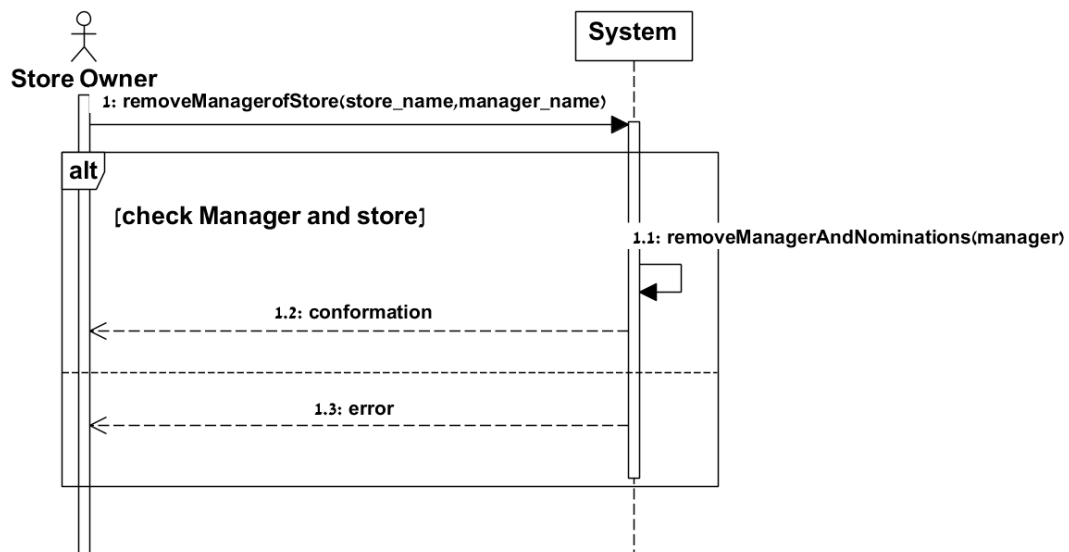 System
Store Owner
1: removeManagerofStore(store_name,manager_name)
alt
[check Manager and store]
1.1: removeManagerAndNominations(manager)
1.2: conformation
1.3: error